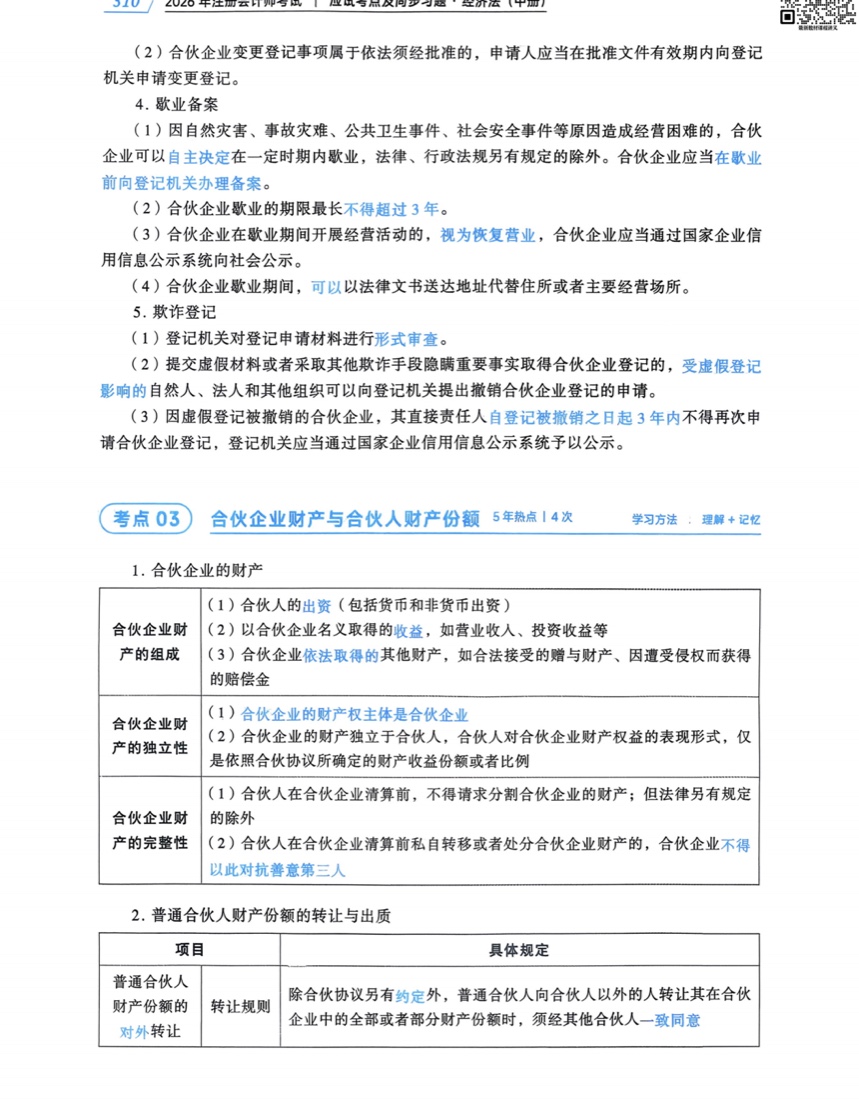 310 2026年注册会计师考试 | 应试考点及同步习题·经济法（中册）
（2）合伙企业变更登记事项属于依法须经批准的，申请人应当在批准文件有效期内向登记
机关申请变更登记。
4. 歇业备案
（1）因自然灾害、事故灾难、公共卫生事件、社会安全事件等原因造成经营困难的，合伙
企业可以自主决定在一定时期内歇业，法律、行政法规另有规定的除外。合伙企业应当在歇业
前向登记机关办理备案。
（2）合伙企业歇业的期限最长不得超过3年。
（3）合伙企业在歇业期间开展经营活动的，视为恢复营业，合伙企业应当通过国家企业信
用信息公示系统向社会公示。
（4）合伙企业歇业期间，可以以法律文书送达地址代替住所或者主要经营场所。
5. 欺诈登记
（1）登记机关对登记申请材料进行形式审查。
（2）提交虚假材料或者采取其他欺诈手段隐瞒重要事实取得合伙企业登记的，受虚假登记
影响的自然人、法人和其他组织可以向登记机关提出撤销合伙企业登记的申请。
（3）因虚假登记被撤销的合伙企业，其直接责任人自登记被撤销之日起3年内不得再次申
请合伙企业登记，登记机关应当通过国家企业信用信息公示系统予以公示。
考点 03 合伙企业财产与合伙人财产份额 5年热点 | 4次 学习方法 : 理解+记忆
1. 合伙企业的财产
合伙企业财
产的组成
（1）合伙人的出资（包括货币和非货币出资）
（2）以合伙企业名义取得的收益，如营业收入、投资收益等
（3）合伙企业依法取得的其他财产，如合法接受的赠与财产、因遭受侵权而获得
的赔偿金
合伙企业财
产的独立性
（1）合伙企业的财产权主体是合伙企业
（2）合伙企业的财产独立于合伙人，合伙人对合伙企业财产权益的表现形式，仅
是依照合伙协议所确定的财产收益份额或者比例
合伙企业财
产的完整性
（1）合伙人在合伙企业清算前，不得请求分割合伙企业的财产；但法律另有规定
的除外
（2）合伙人在合伙企业清算前私自转移或者处分合伙企业财产的，合伙企业不得
以此对抗善意第三人
2. 普通合伙人财产份额的转让与出质
项目 具体规定
普通合伙人
财产份额的
对外转让
转让规则
除合伙协议另有约定外，普通合伙人向合伙人以外的人转让其在合伙
企业中的全部或者部分财产份额时，须经其他合伙人一致同意